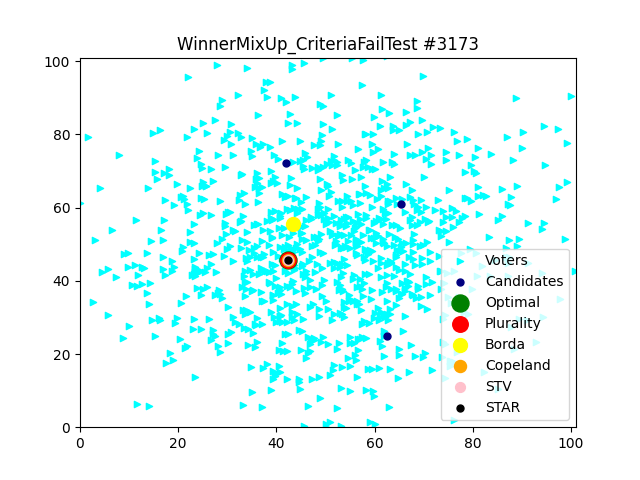 WinnerMixUp_CriteriaFailTest #3173
100
80
60
40
20
0
0 20 40 60 80 100
Voters
Candidates
Optimal
Plurality
Borda
Copeland
STV
STAR